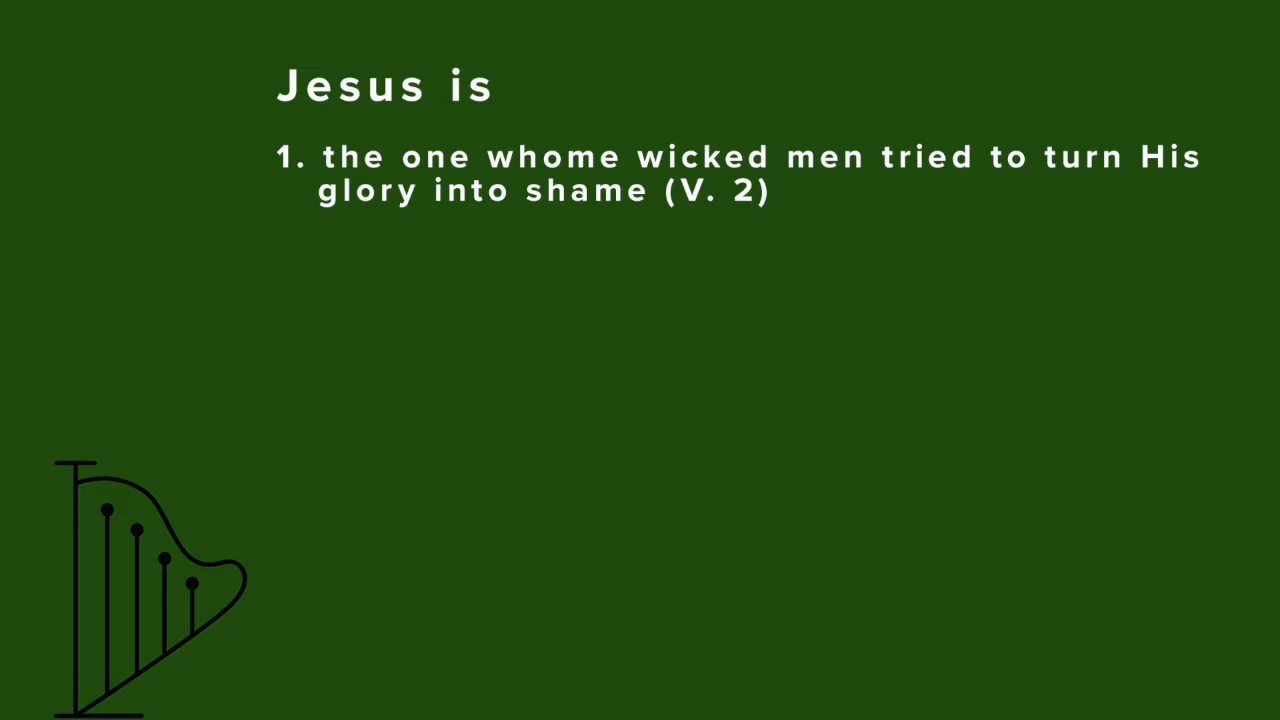 Jesus is
1. the one whome wicked men tried to turn His
glory into shame (V. 2)